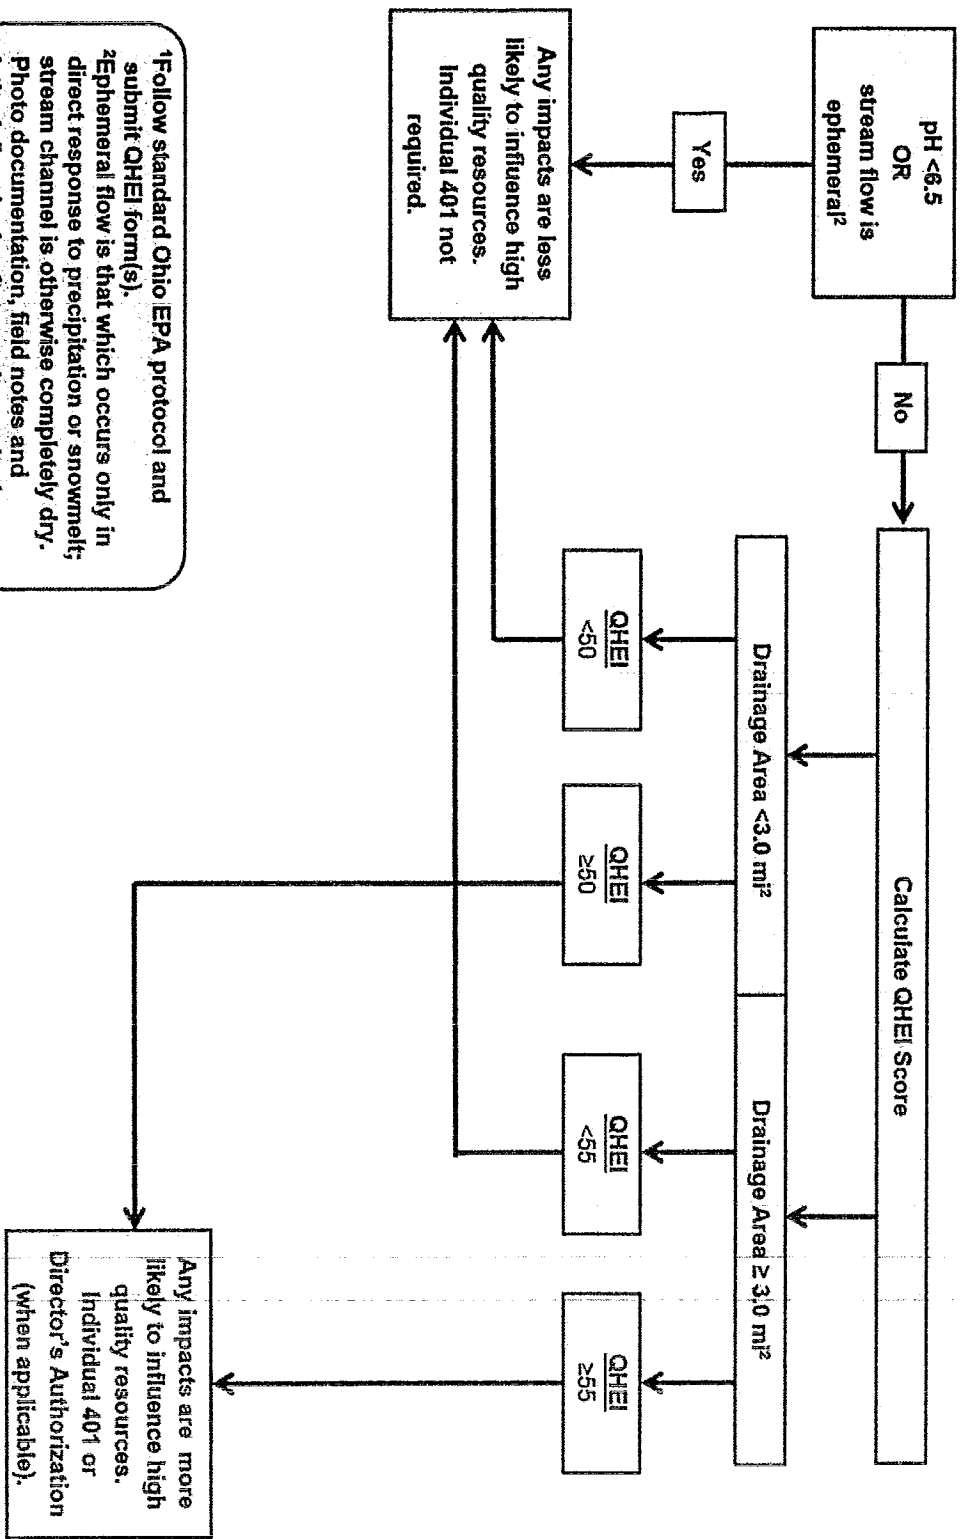 pH <6.5
OR
stream flow is
ephemeral²
No
Calculate QHEI Score
Yes
Drainage Area <3.0 mi²
Drainage Area ≥ 3.0 mi²
QHEI
<50
QHEI
≥50
QHEI
<55
QHEI
≥55
Any impacts are less
likely to influence high
quality resources.
Individual 401 not
required.
Any impacts are more
likely to influence high
quality resources.
Individual 401 or
Director's Authorization
(when applicable).
¹Follow standard Ohio EPA protocol and
submit QHEI form(s).
²Ephemeral flow is that which occurs only in
direct response to precipitation or snowmelt;
stream channel is otherwise completely dry.
Photo documentation, field notes and